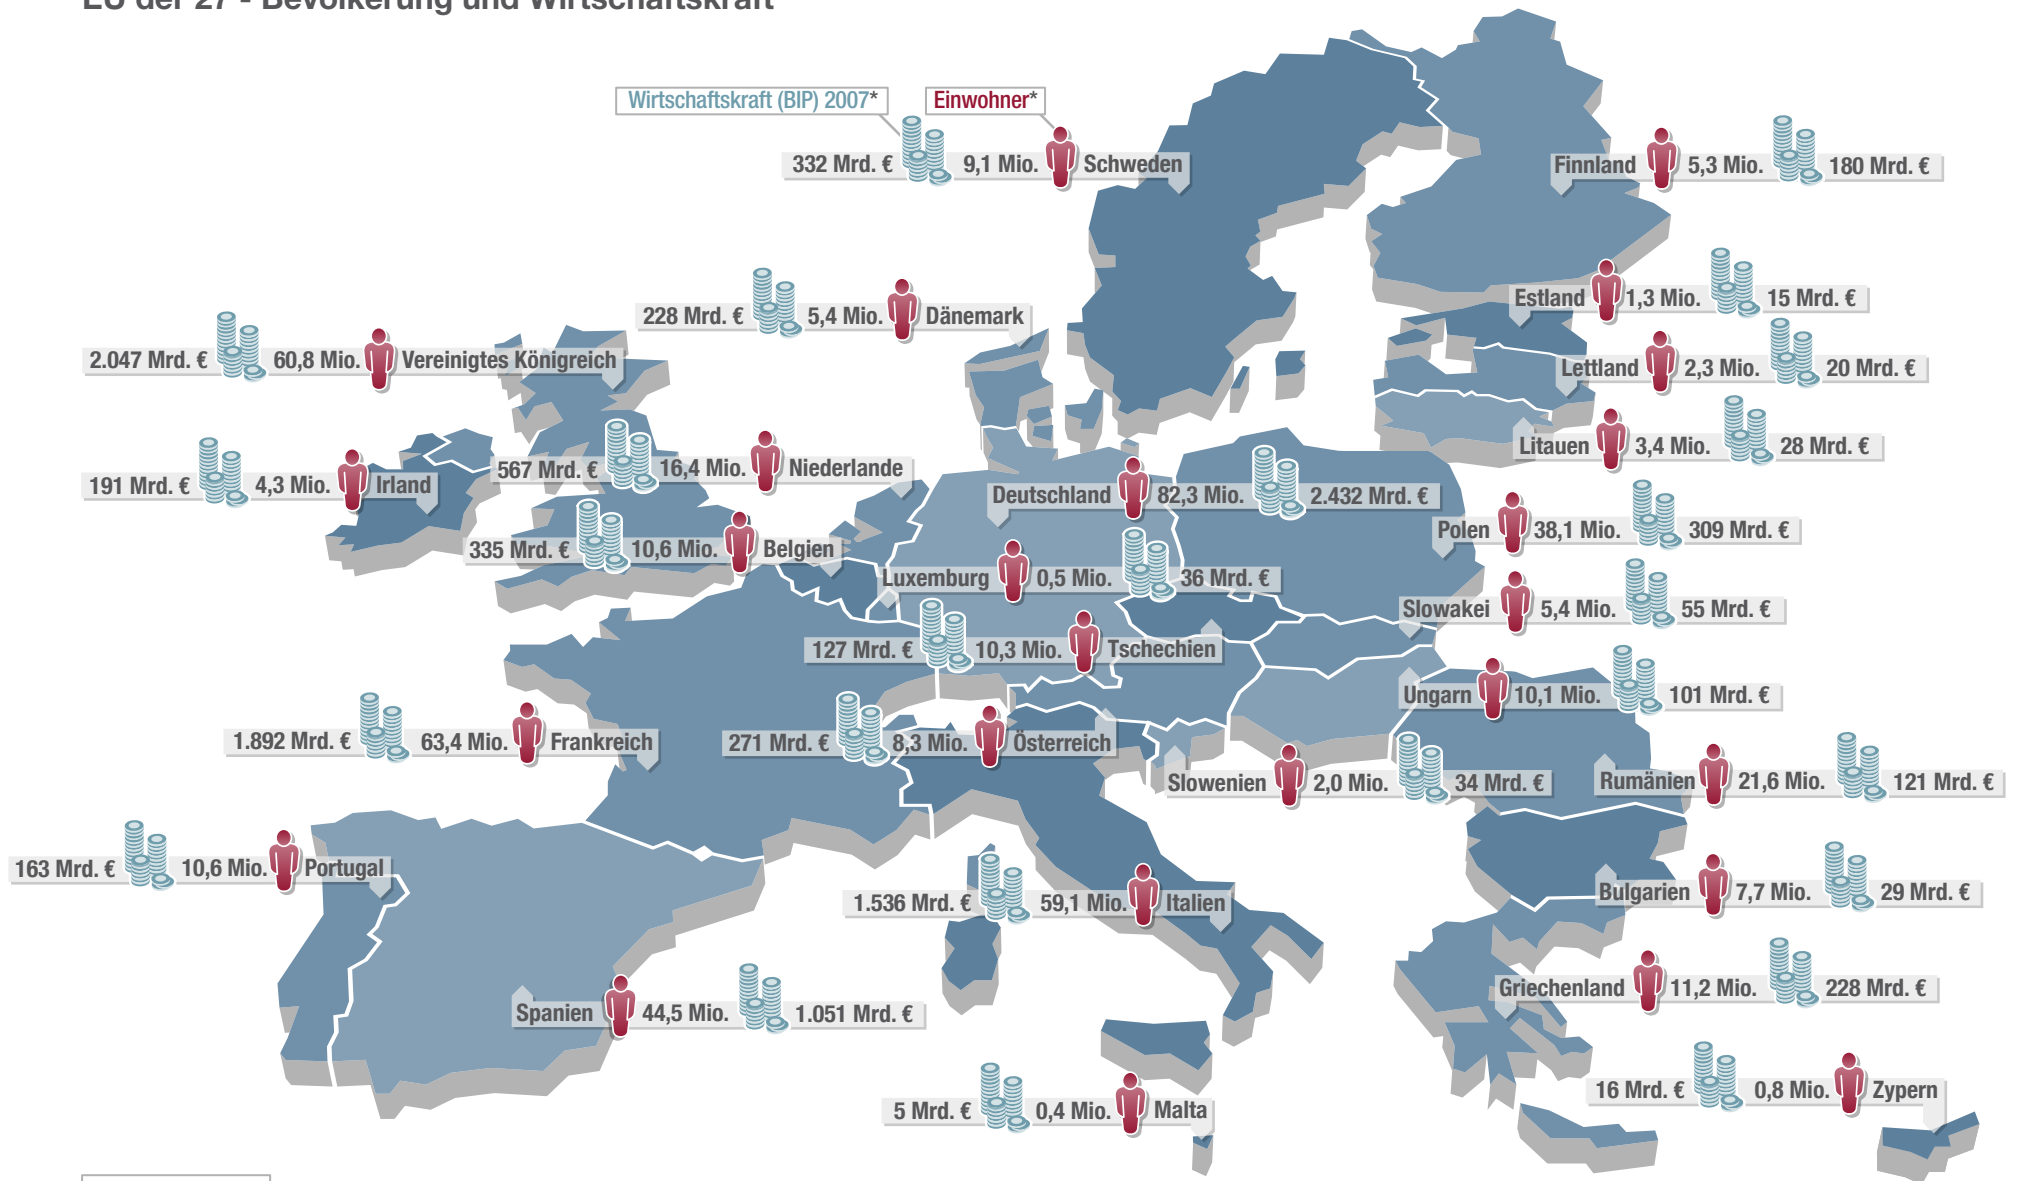 EU der 27 - Bevölkerung und Wirtschaftskraft
Wirtschaftskraft (BIP) 2007* Einwohner*
332 Mrd. € 9,1 Mio. Schweden
Finnland 5,3 Mio. 180 Mrd. €
228 Mrd. € 5,4 Mio. Dänemark
Estland 1,3 Mio. 15 Mrd. €
2.047 Mrd. € 60,8 Mio. Vereinigtes Königreich
Lettland 2,3 Mio. 20 Mrd. €
Litauen 3,4 Mio. 28 Mrd. €
567 Mrd. € 16,4 Mio. Niederlande
191 Mrd. € 4,3 Mio. Irland
Deutschland 82,3 Mio. 2.432 Mrd. €
Polen 38,1 Mio. 309 Mrd. €
335 Mrd. € 10,6 Mio. Belgien
Luxemburg 0,5 Mio. 36 Mrd. €
Slowakei 5,4 Mio. 55 Mrd. €
127 Mrd. € 10,3 Mio. Tschechien
Ungarn 10,1 Mio. 101 Mrd. €
1.892 Mrd. € 63,4 Mio. Frankreich
271 Mrd. € 8,3 Mio. Österreich
Slowenien 2,0 Mio. 34 Mrd. €
Rumänien 21,6 Mio. 121 Mrd. €
163 Mrd. € 10,6 Mio. Portugal
Bulgarien 7,7 Mio. 29 Mrd. €
1.536 Mrd. € 59,1 Mio. Italien
Griechenland 11,2 Mio. 228 Mrd. €
Spanien 44,5 Mio. 1.051 Mrd. €
16 Mrd. € 0,8 Mio. Zypern
5 Mrd. € 0,4 Mio. Malta